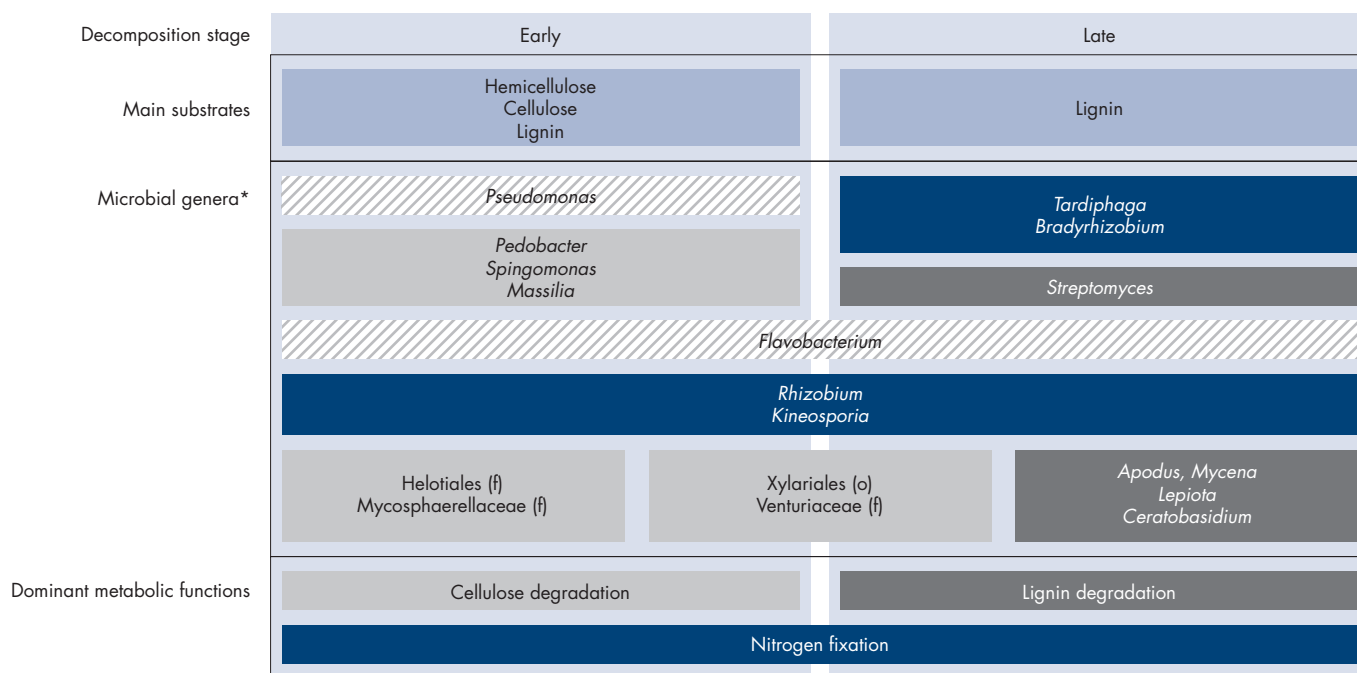 Decomposition stage
Early
Late
Main substrates
Hemicellulose
Cellulose
Lignin
Lignin
Microbial genera*
Pseudomonas
Pedobacter
Spingomonas
Massilia
Tardiphaga
Bradyrhizobium
Streptomyces
Flavobacterium
Rhizobium
Kineosporia
Helotiales (f)
Mycosphaerellaceae (f)
Xylariales (o)
Venturiaceae (f)
Apodus, Mycena
Lepiota
Ceratobasidium
Dominant metabolic functions
Cellulose degradation
Lignin degradation
Nitrogen fixation